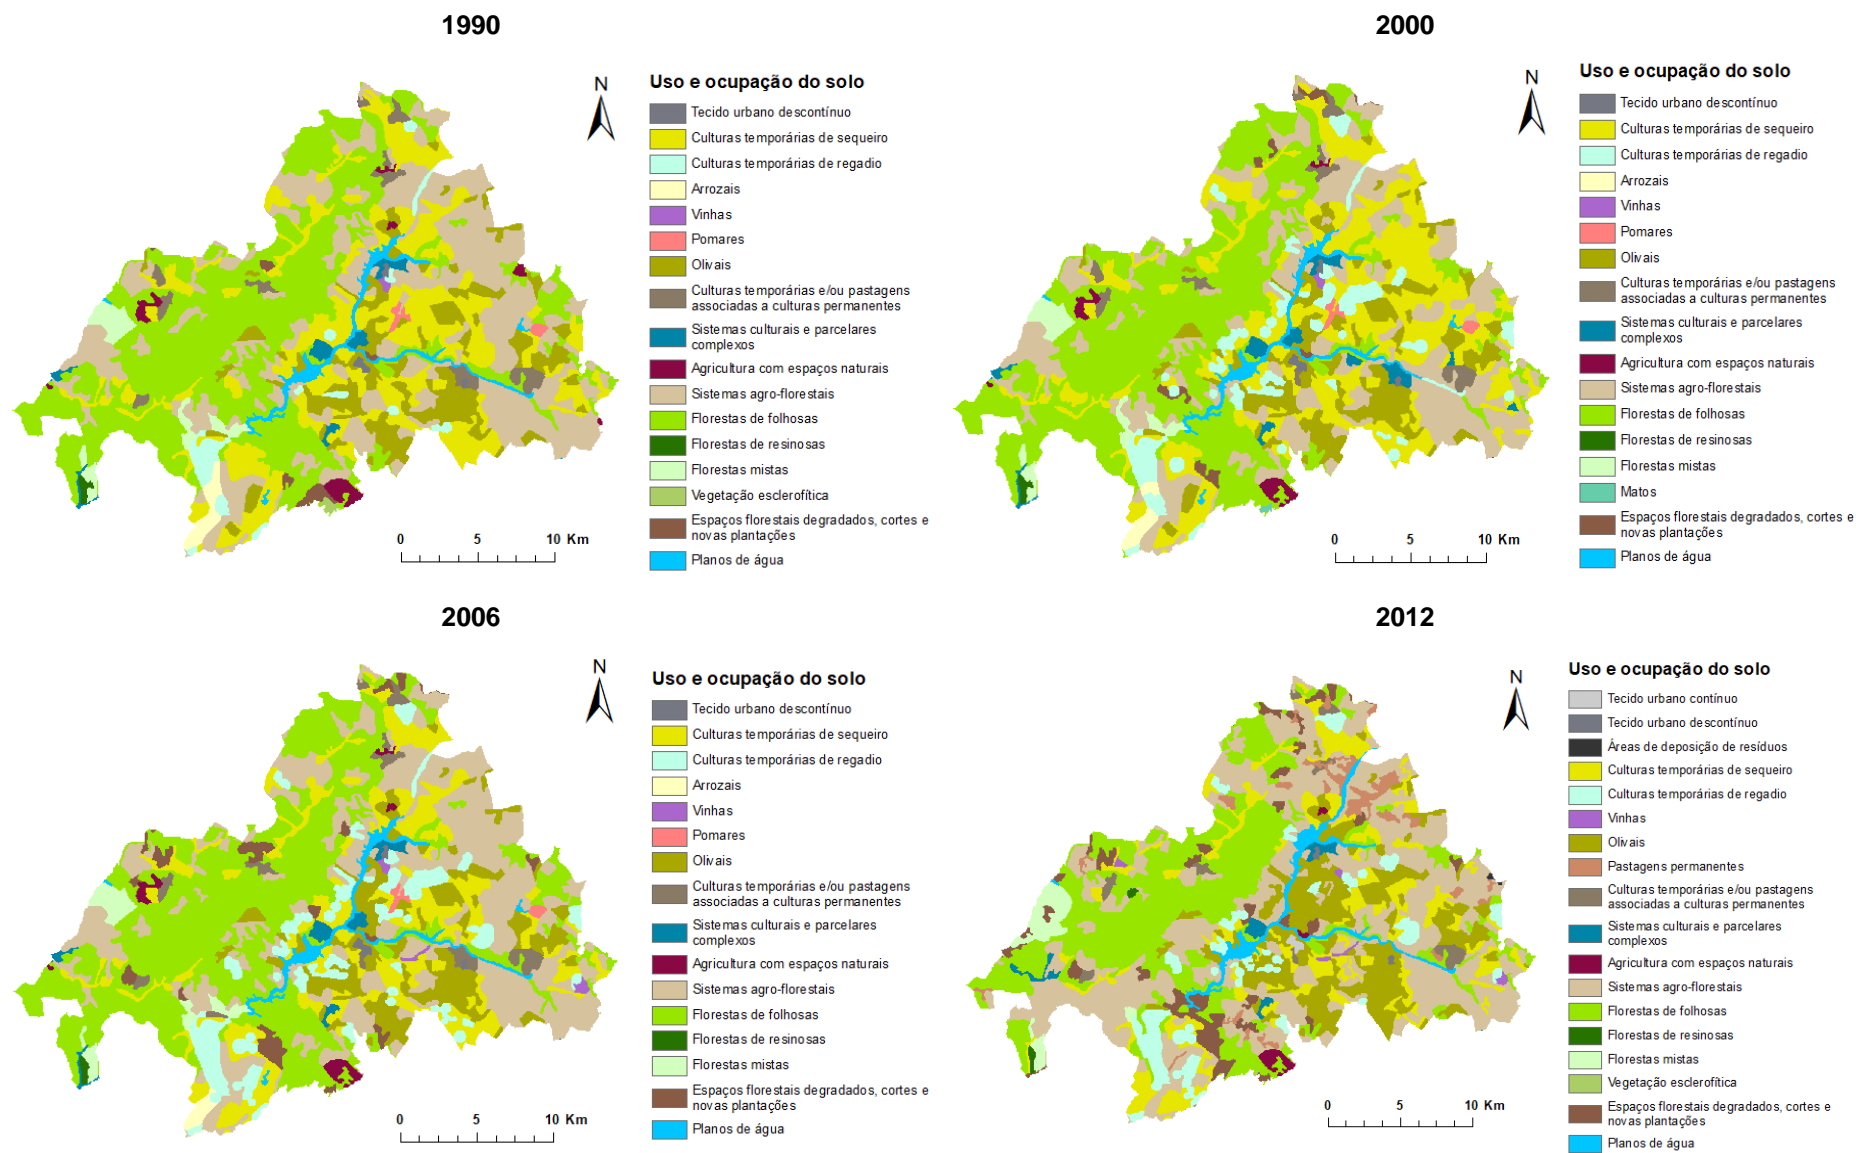 1990
N
Uso e ocupação do solo
Tecido urbano descontínuo
Culturas temporárias de sequeiro
Culturas temporárias de regadio
Arrozais
Vinhas
Pomares
Olivais
Culturas temporárias e/ou pastagens
associadas a culturas permanentes
Sistemas culturais e parcelares
complexos
Agricultura com espaços naturais
Sistemas agro-florestais
Florestas de folhosas
Florestas de resinosas
Florestas mistas
Vegetação esclerofítica
Espaços florestais degradados, cortes e
novas plantações
Planos de água
0 5 10 Km
2000
N
Uso e ocupação do solo
Tecido urbano descontínuo
Culturas temporárias de sequeiro
Culturas temporárias de regadio
Arrozais
Vinhas
Pomares
Olivais
Culturas temporárias e/ou pastagens
associadas a culturas permanentes
Sistemas culturais e parcelares
complexos
Agricultura com espaços naturais
Sistemas agro-florestais
Florestas de folhosas
Florestas de resinosas
Florestas mistas
Matos
Espaços florestais degradados, cortes e
novas plantações
Planos de água
0 5 10 Km
2006
N
Uso e ocupação do solo
Tecido urbano descontínuo
Culturas temporárias de sequeiro
Culturas temporárias de regadio
Arrozais
Vinhas
Pomares
Olivais
Culturas temporárias e/ou pastagens
associadas a culturas permanentes
Sistemas culturais e parcelares
complexos
Agricultura com espaços naturais
Sistemas agro-florestais
Florestas de folhosas
Florestas de resinosas
Florestas mistas
Espaços florestais degradados, cortes e
novas plantações
Planos de água
0 5 10 Km
2012
N
Uso e ocupação do solo
Tecido urbano contínuo
Tecido urbano descontínuo
Áreas de deposição de resíduos
Culturas temporárias de sequeiro
Culturas temporárias de regadio
Vinhas
Olivais
Pastagens permanentes
Culturas temporárias e/ou pastagens
associadas a culturas permanentes
Sistemas culturais e parcelares
complexos
Agricultura com espaços naturais
Sistemas agro-florestais
Florestas de folhosas
Florestas de resinosas
Florestas mistas
Vegetação esclerofítica
Espaços florestais degradados, cortes e
novas plantações
Planos de água
0 5 10 Km